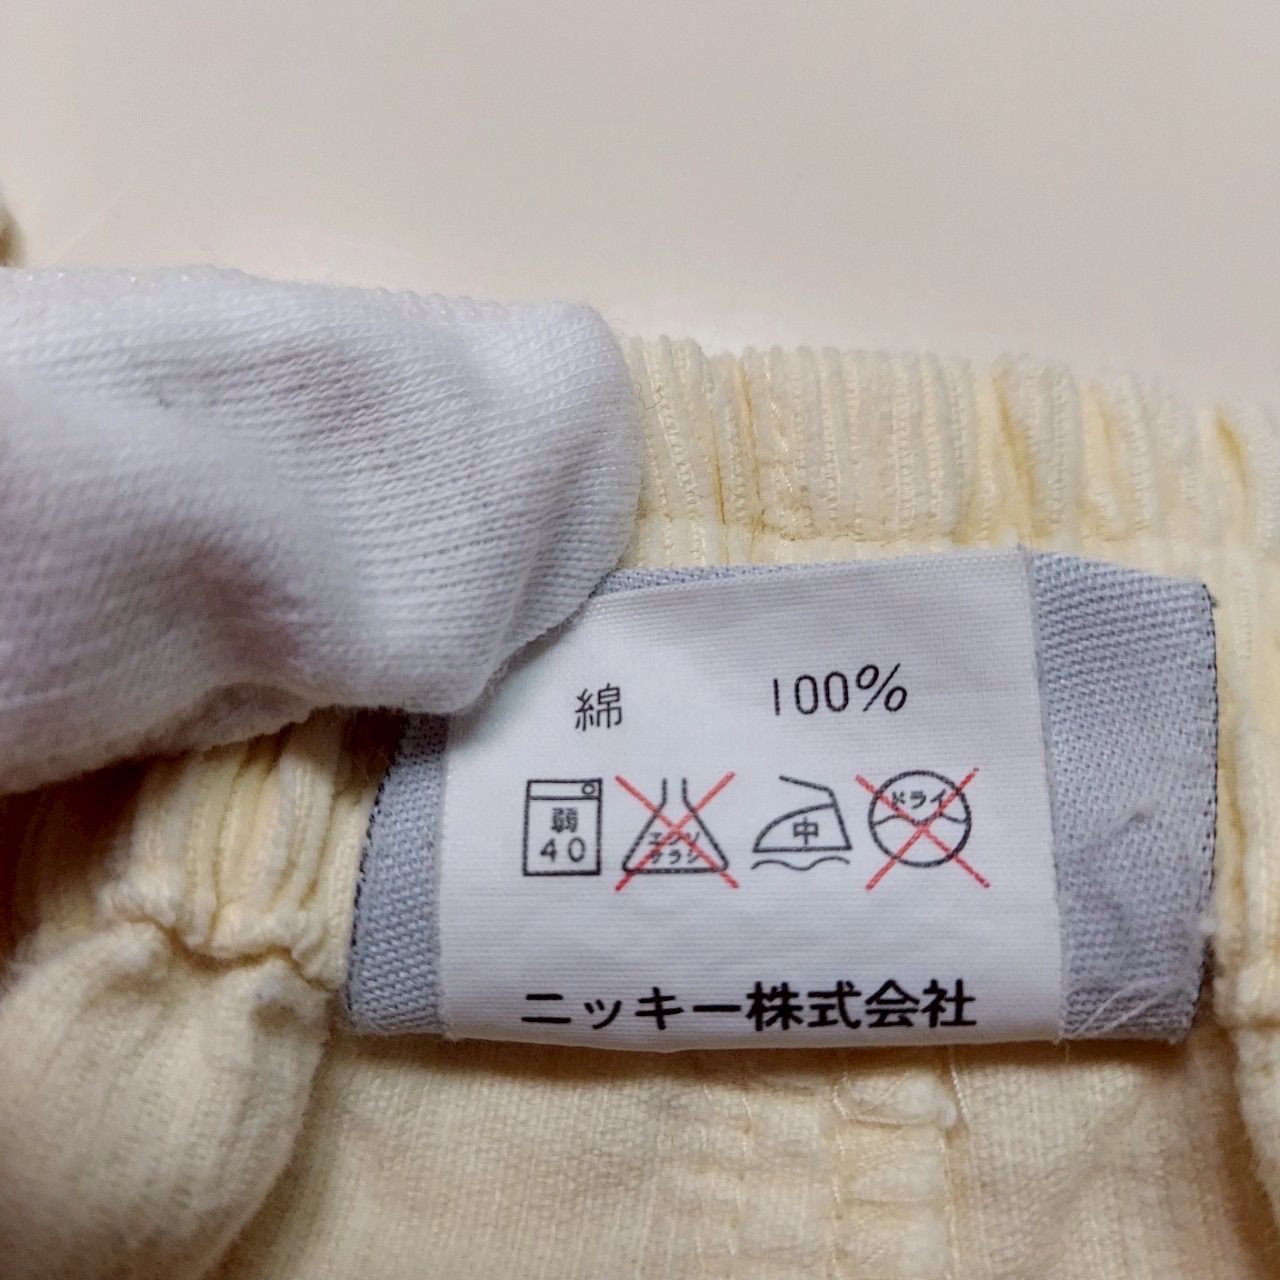 綿 100%
弱 エンソ 中 ドライ
40 サラシ
ニッキー株式会社